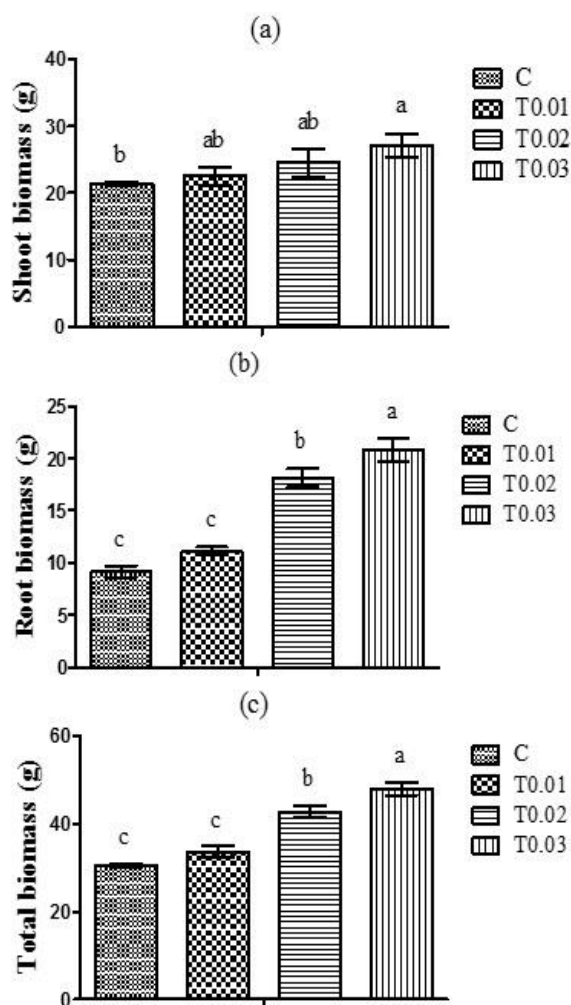 (a)
Shoot biomass (g)
40
30
20
10
0
b
ab
ab
a
C
T0.01
T0.02
T0.03
(b)
Root biomass (g)
25
20
15
10
5
0
c
c
b
a
C
T0.01
T0.02
T0.03
(c)
Total biomass (g)
60
40
20
0
c
c
b
a
C
T0.01
T0.02
T0.03